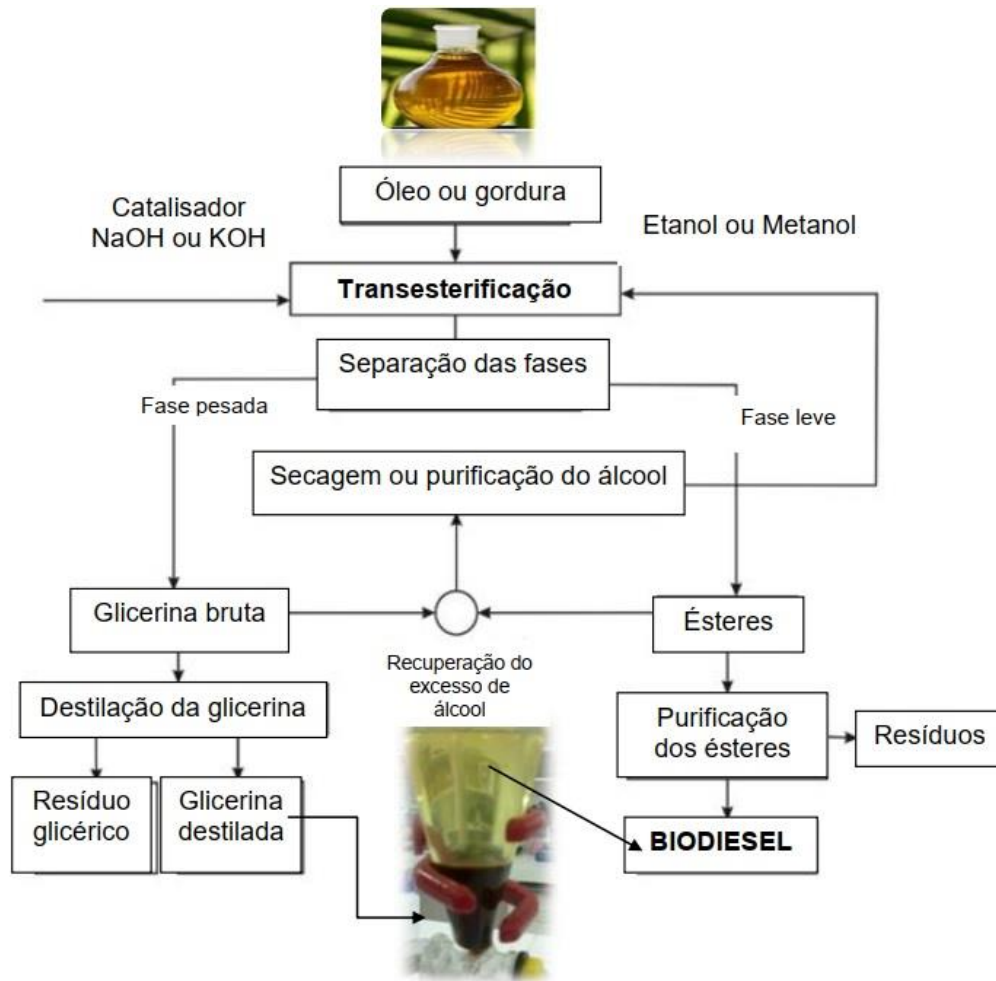 Óleo ou gordura
Catalisador
NaOH ou KOH
Etanol ou Metanol
Transesterificação
Separação das fases
Fase pesada
Fase leve
Secagem ou purificação do álcool
Glicerina bruta
Ésteres
Recuperação do
excesso de
álcool
Destilação da glicerina
Purificação
dos ésteres
Resíduos
Resíduo
glicérico
Glicerina
destilada
BIODIESEL